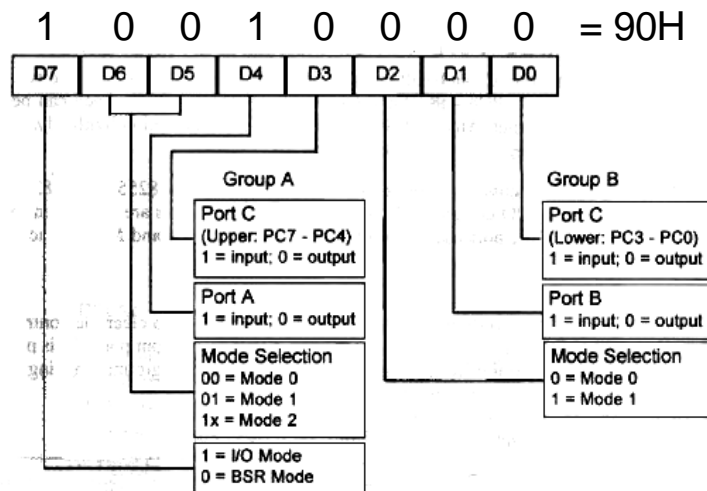 1 0 0 1 0 0 0 0 = 90H
D7 D6 D5 D4 D3 D2 D1 D0
Group A
Port C
(Upper: PC7 - PC4)
1 = input; 0 = output
Port A
1 = input; 0 = output
Mode Selection
00 = Mode 0
01 = Mode 1
1x = Mode 2
1 = I/O Mode
0 = BSR Mode
Group B
Port C
(Lower: PC3 - PC0)
1 = input; 0 = output
Port B
1 = input; 0 = output
Mode Selection
0 = Mode 0
1 = Mode 1
8255